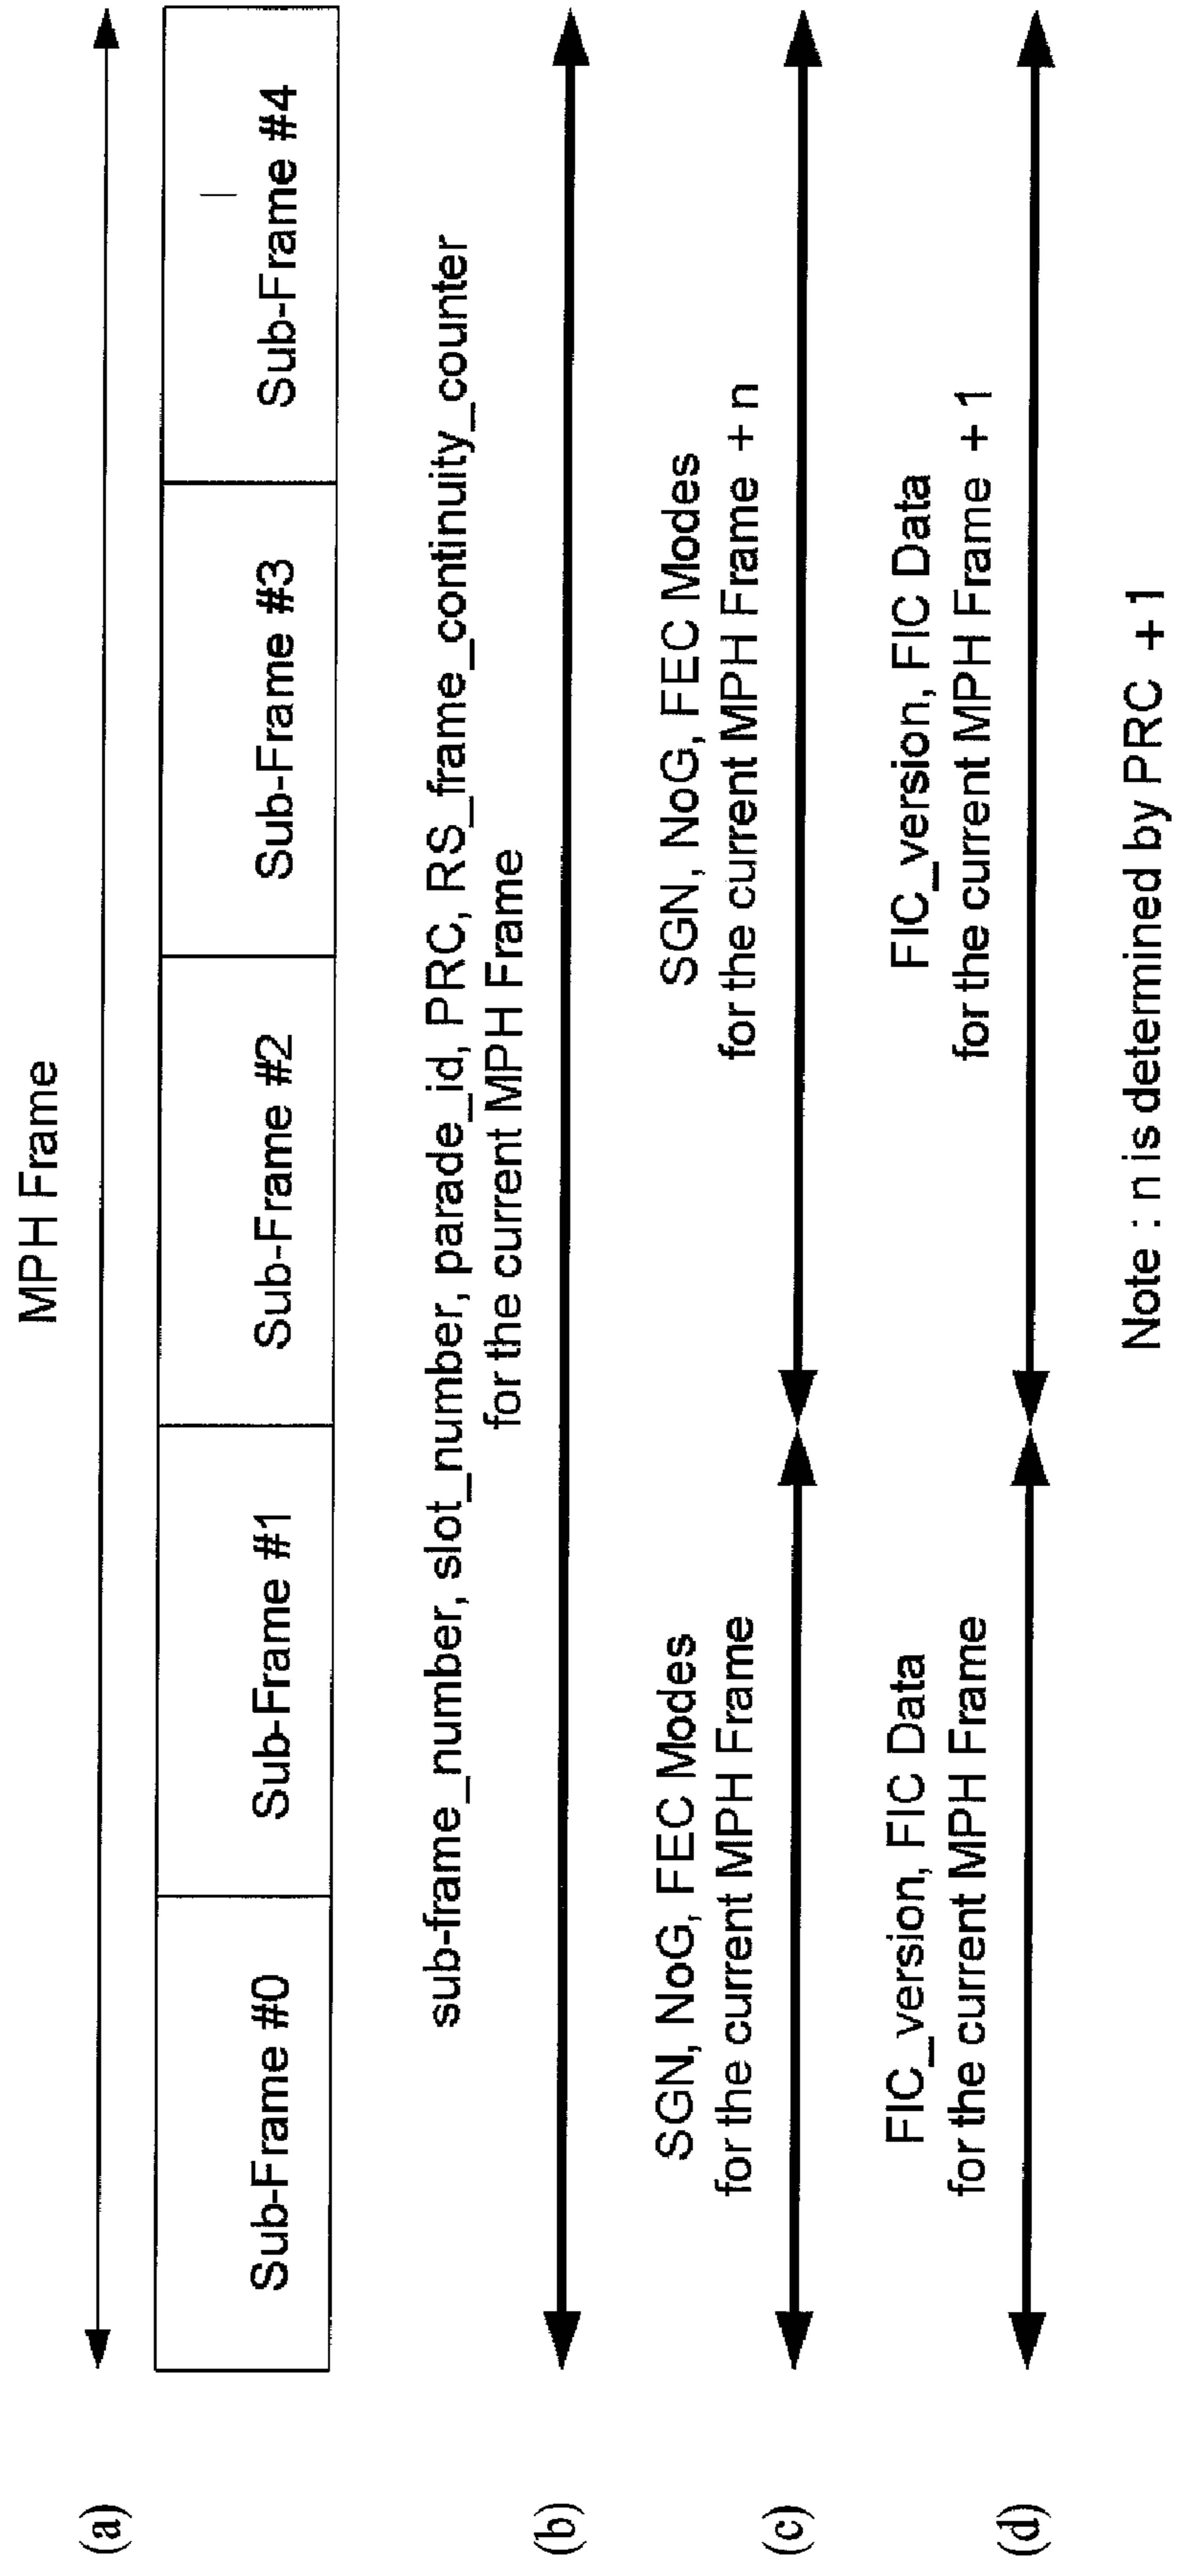 MPH Frame
(a)
Sub-Frame #0
Sub-Frame #1
Sub-Frame #2
Sub-Frame #3
Sub-Frame #4
sub-frame_number, slot_number, parade_id, PRC, RS_frame_continuity_counter
for the current MPH Frame
(b)
SGN, NoG, FEC Modes
for the current MPH Frame
SGN, NoG, FEC Modes
for the current MPH Frame + n
(c)
FIC_version, FIC Data
for the current MPH Frame
FIC_version, FIC Data
for the current MPH Frame + 1
(d)
Note : n is determined by PRC + 1